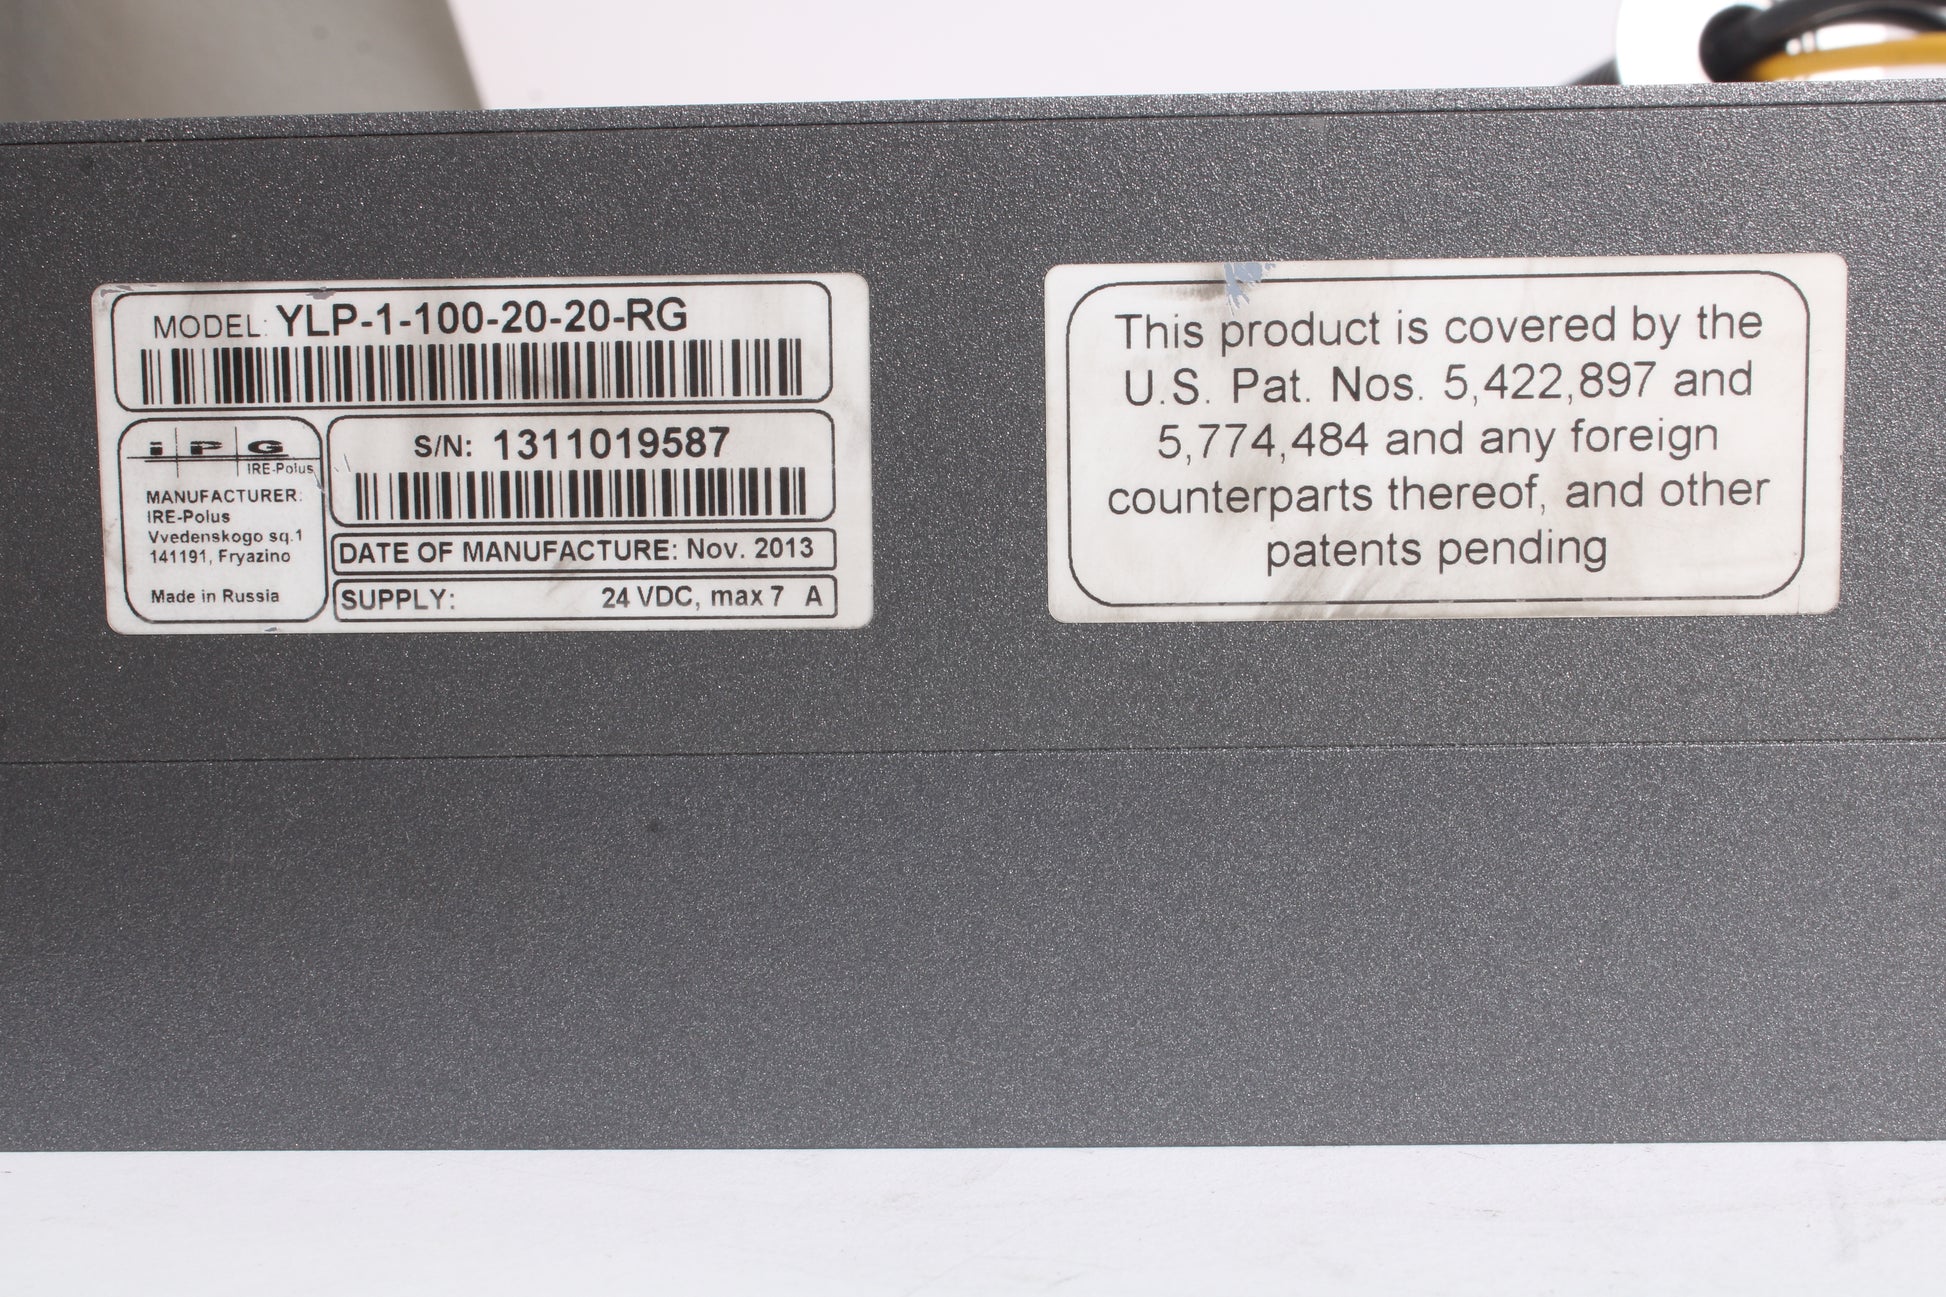 MODEL: YLP-1-100-20-20-RG
IPG
IRE-Polus
MANUFACTURER:
IRE-Polus
Vvedenskogo sq.1
141191, Fryazino
Made in Russia
S/N: 1311019587
DATE OF MANUFACTURE: Nov. 2013
SUPPLY: 24 VDC, max 7 A
This product is covered by the
U.S. Pat. Nos. 5,422,897 and
5,774,484 and any foreign
counterparts thereof, and other
patents pending